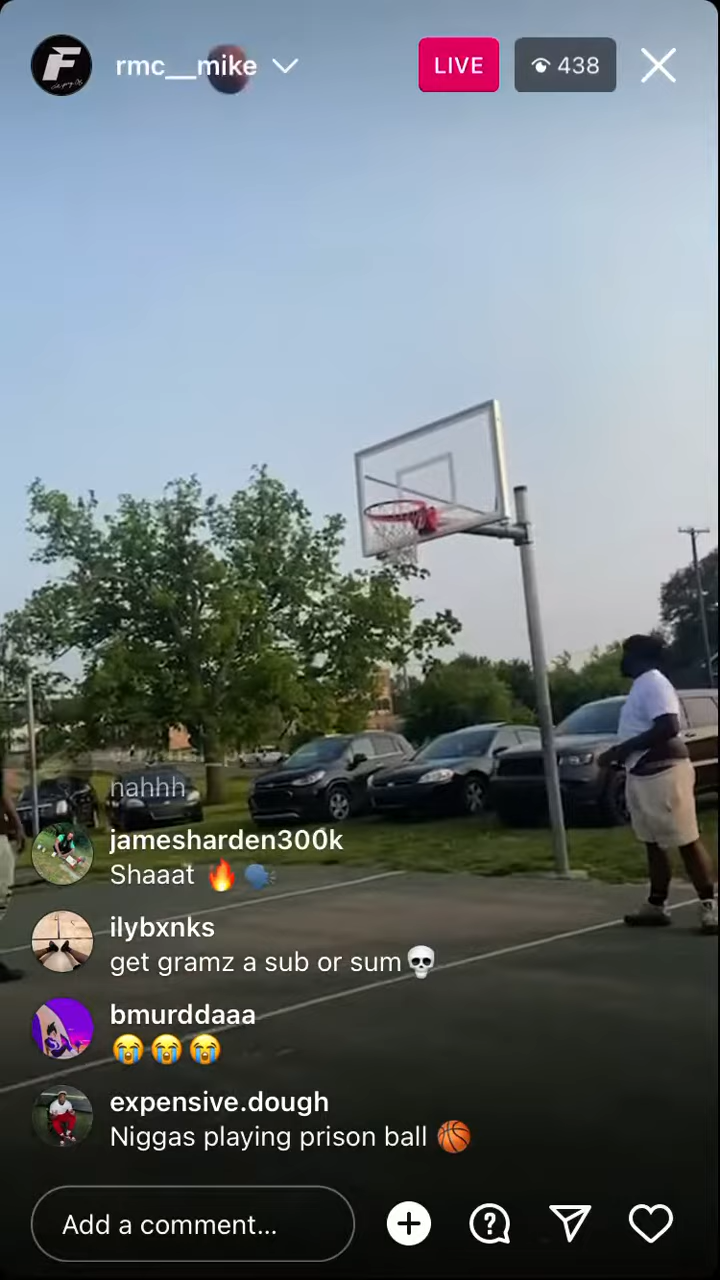 rmc__mike
LIVE
438
nahhh
jamesharden300k
Shaaat 🔥 🗣️
ilybxnks
get gramz a sub or sum💀
bmurddaaa
😭😭😭
expensive.dough
Niggas playing prison ball 🏀
Add a comment...